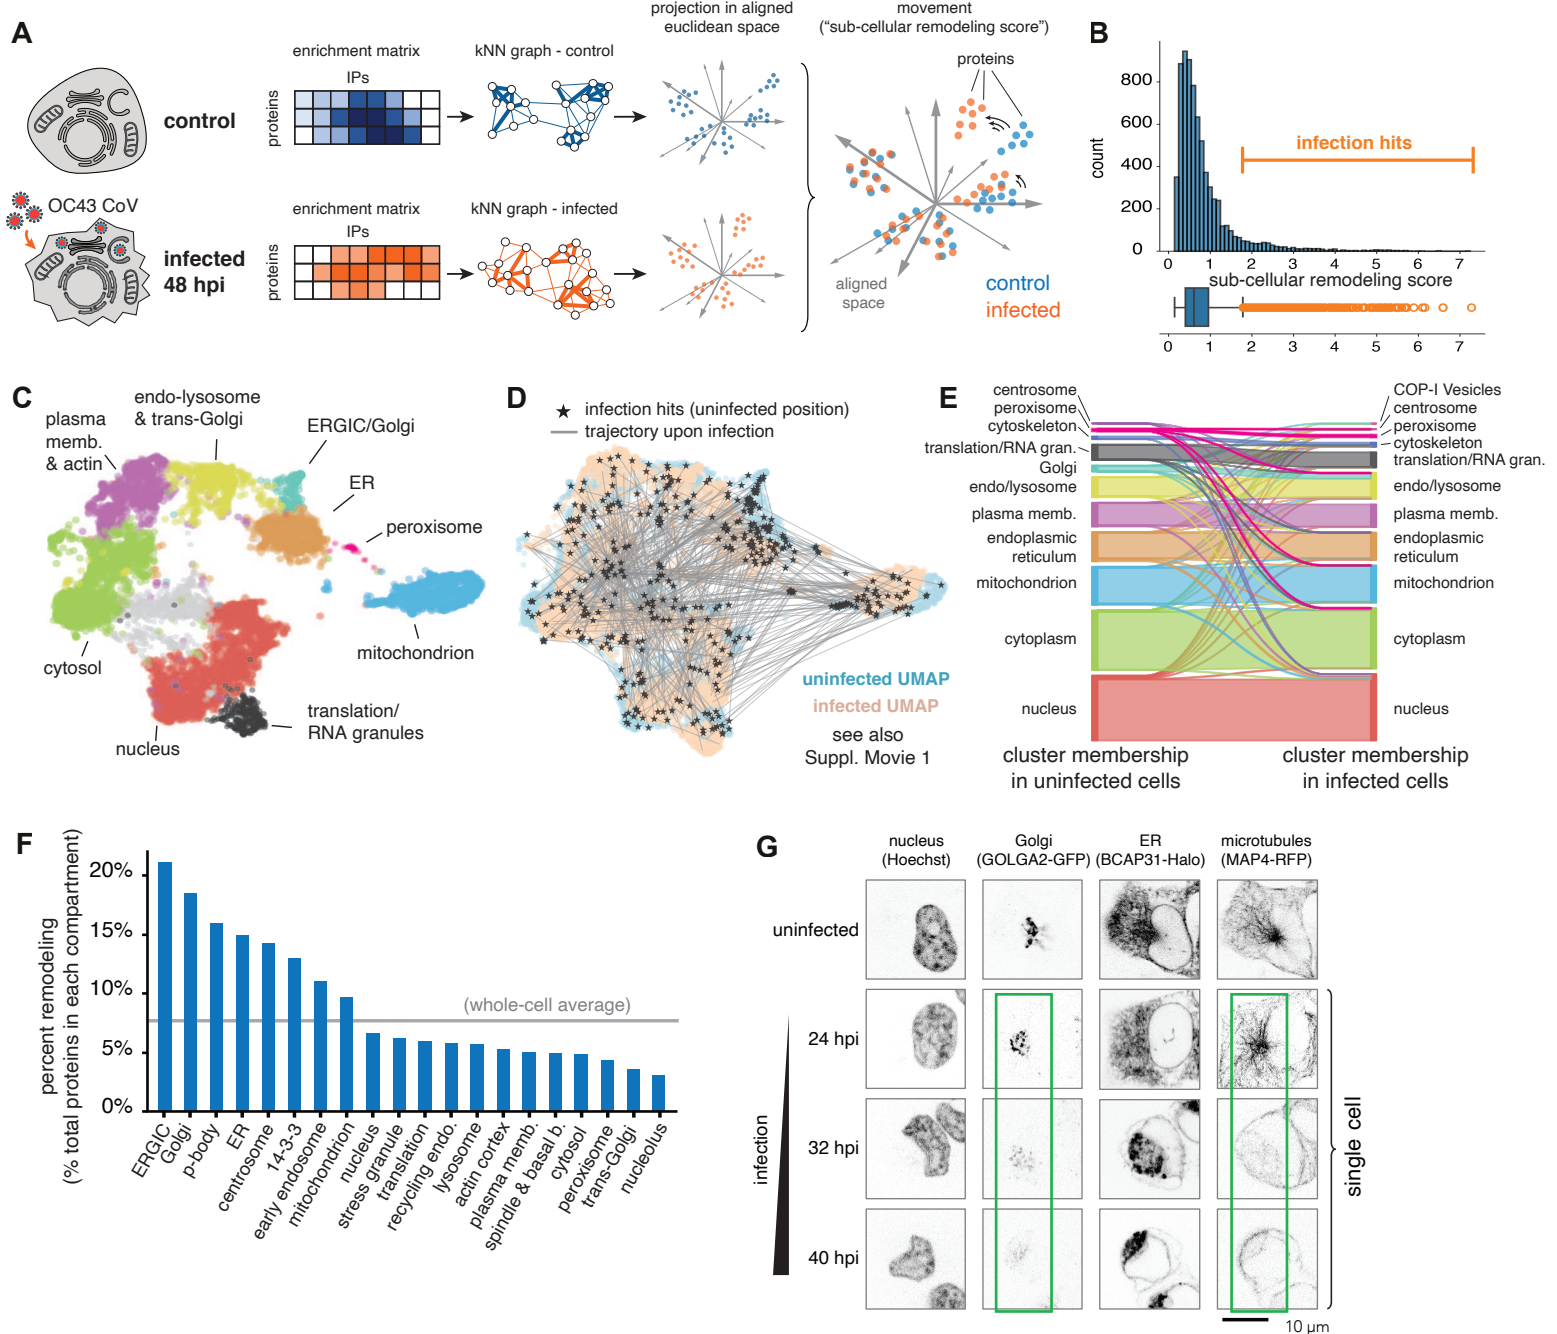 A
control
OC43 CoV
infected
48 hpi
enrichment matrix
IPs
proteins
kNN graph - control
projection in aligned
euclidean space
enrichment matrix
IPs
proteins
kNN graph - infected
movement
("sub-cellular remodeling score")
proteins
aligned
space
control
infected
B
count
800
600
400
200
0
infection hits
0 1 2 3 4 5 6 7
sub-cellular remodeling score
0 1 2 3 4 5 6 7
C
plasma
memb.
& actin
endo-lysosome
& trans-Golgi
ERGIC/Golgi
ER
peroxisome
mitochondrion
cytosol
nucleus
translation/
RNA granules
D
infection hits (uninfected position)
trajectory upon infection
uninfected UMAP
infected UMAP
see also
Suppl. Movie 1
E
centrosome
peroxisome
cytoskeleton
translation/RNA gran.
Golgi
endo/lysosome
plasma memb.
endoplasmic
reticulum
mitochondrion
cytoplasm
nucleus
cluster membership
in uninfected cells
COP-I Vesicles
centrosome
peroxisome
cytoskeleton
translation/RNA gran.
endo/lysosome
plasma memb.
endoplasmic
reticulum
mitochondrion
cytoplasm
nucleus
cluster membership
in infected cells
F
percent remodeling
(% total proteins in each compartment)
20%
15%
10%
5%
0%
(whole-cell average)
ERGIC
Golgi
p-body
ER
centrosome
14-3-3
early endosome
mitochondrion
nucleus
stress granule
translation
recycling endo.
lysosome
actin cortex
plasma memb.
spindle & basal b.
cytosol
peroxisome
trans-Golgi
nucleolus
G
nucleus
(Hoechst)
Golgi
(GOLGA2-GFP)
ER
(BCAP31-Halo)
microtubules
(MAP4-RFP)
uninfected
24 hpi
32 hpi
40 hpi
infection
single cell
10 µm